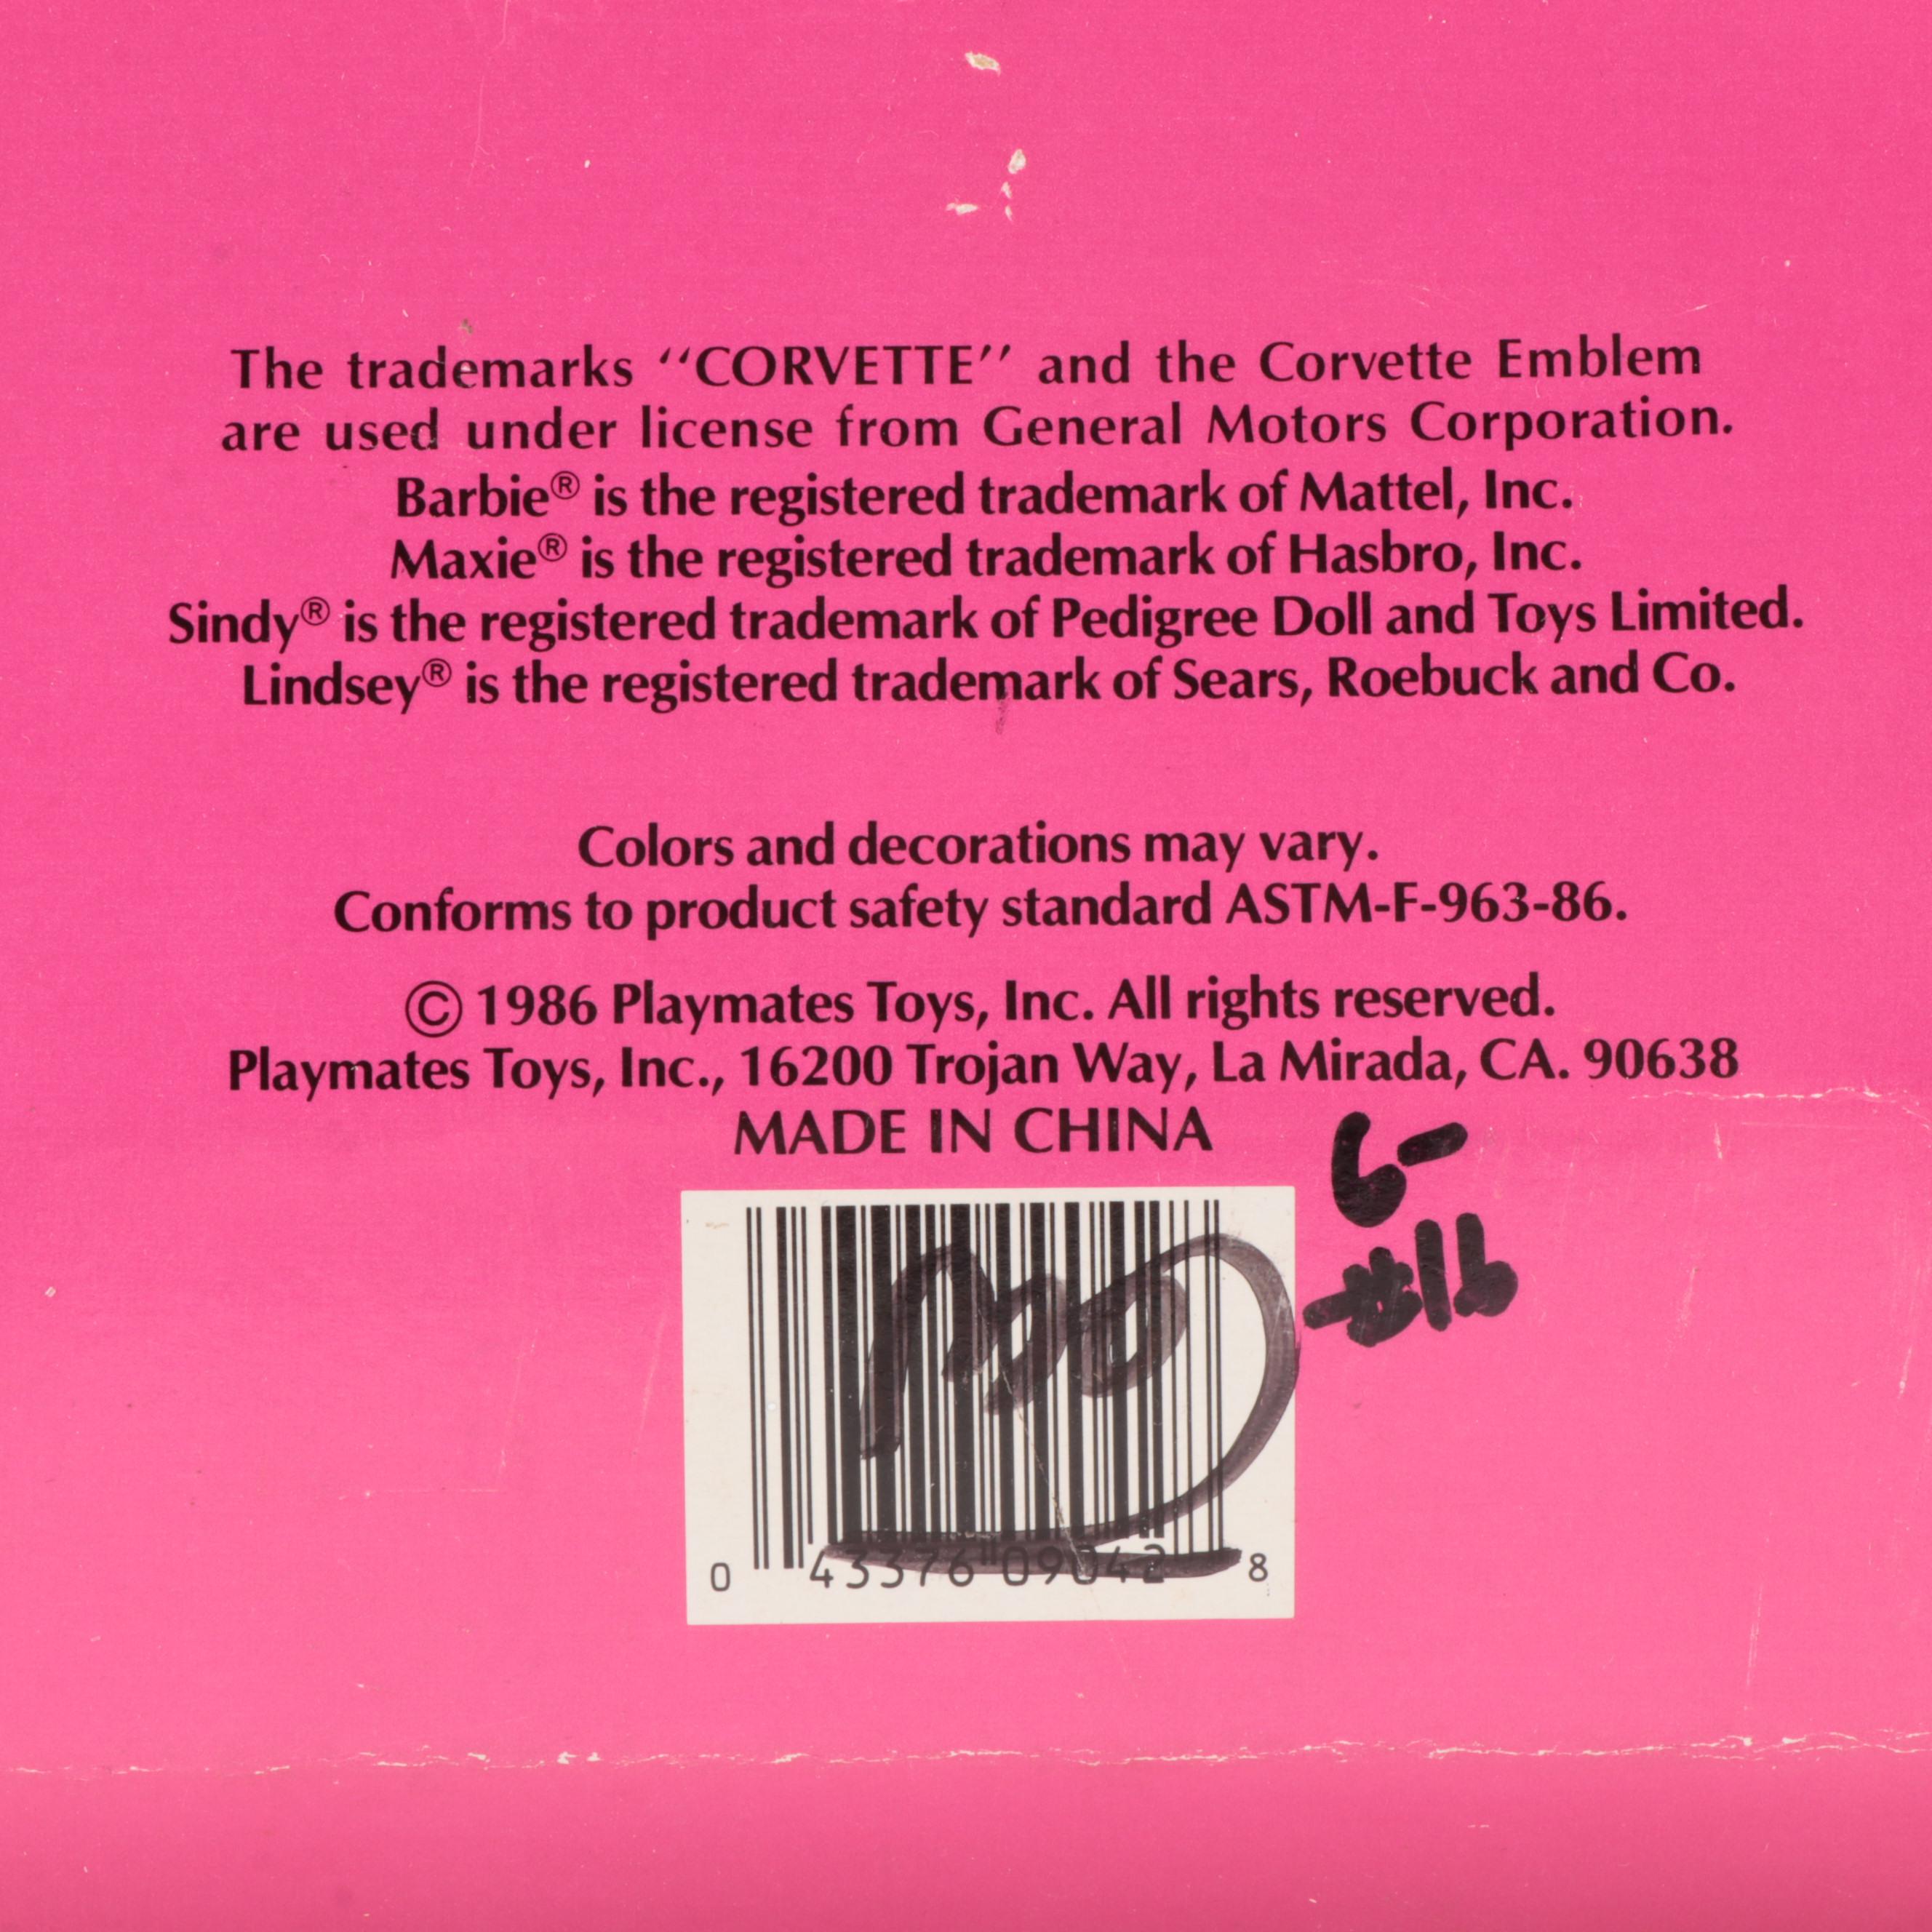 The trademarks ‘‘CORVETTE’’ and the Corvette Emblem
are used under license from General Motors Corporation.
Barbie® is the registered trademark of Mattel, Inc.
Maxie® is the registered trademark of Hasbro, Inc.
Sindy® is the registered trademark of Pedigree Doll and Toys Limited.
Lindsey® is the registered trademark of Sears, Roebuck and Co.
Colors and decorations may vary.
Conforms to product safety standard ASTM-F-963-86.
© 1986 Playmates Toys, Inc. All rights reserved.
Playmates Toys, Inc., 16200 Trojan Way, La Mirada, CA. 90638
MADE IN CHINA
6-
#16
0 43376 09042 8